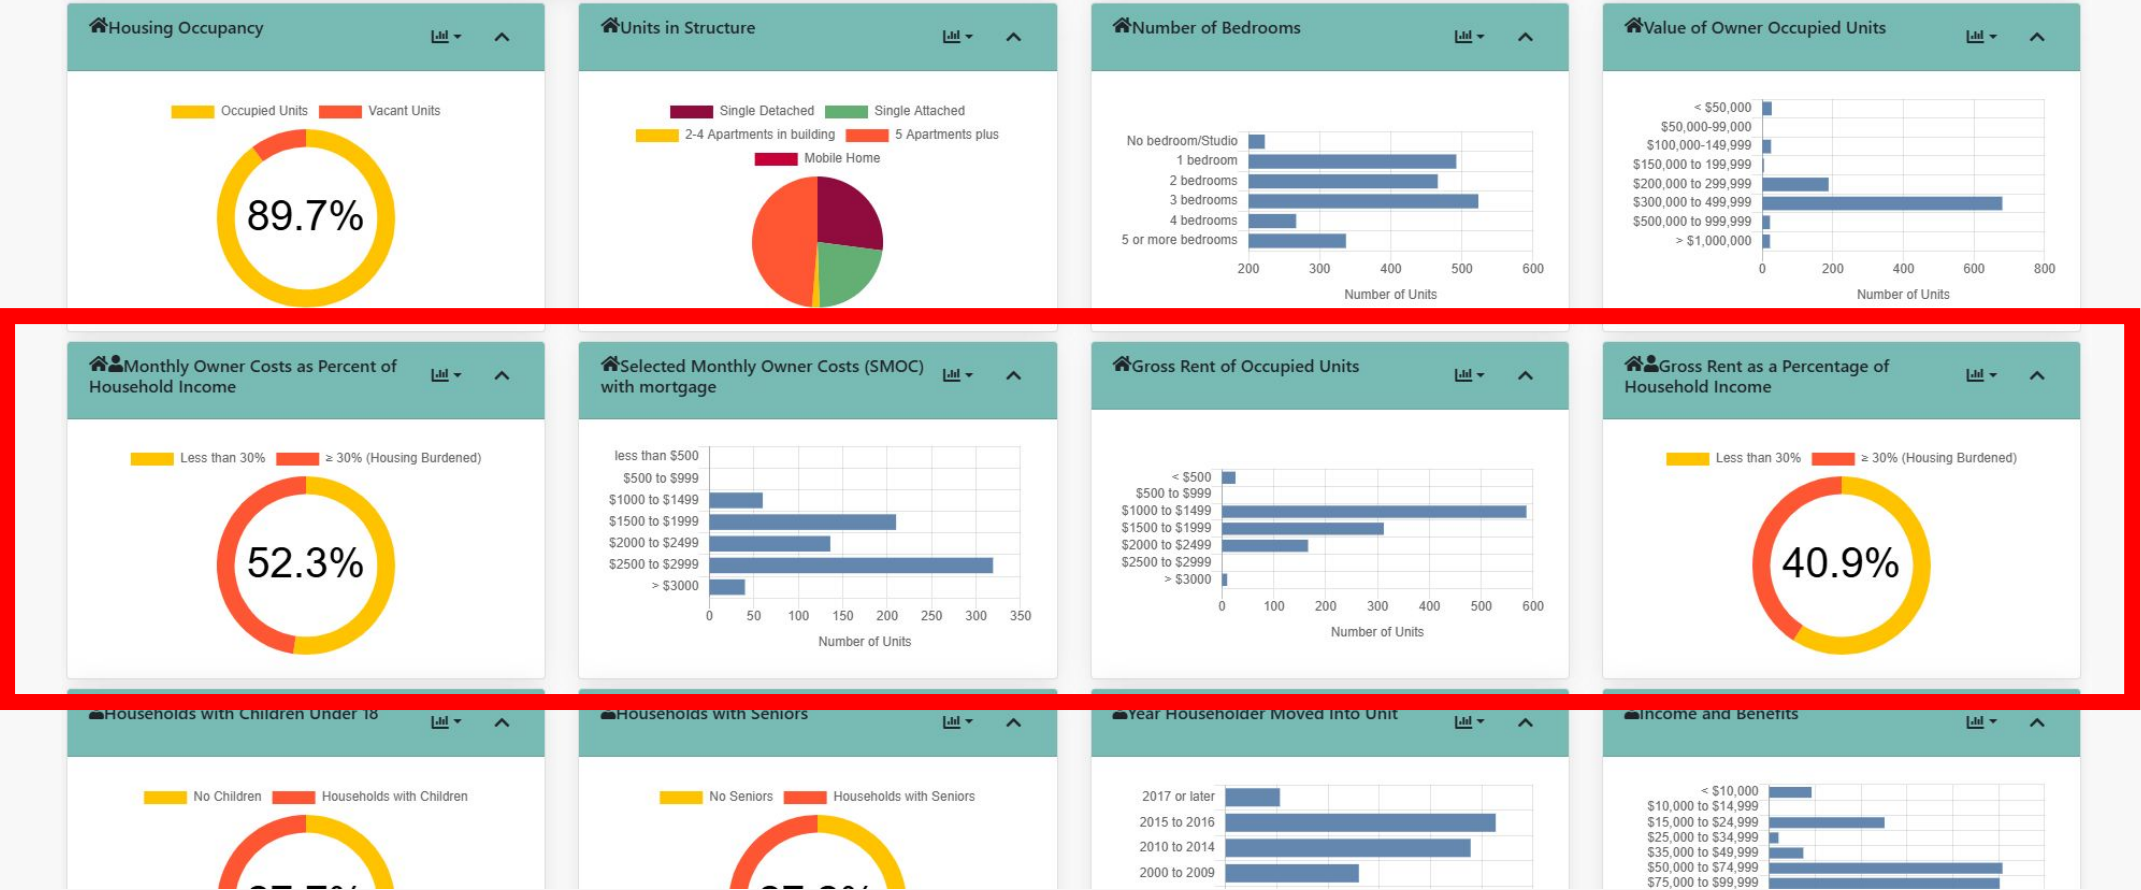 Housing Occupancy
Units in Structure
Number of Bedrooms
Value of Owner Occupied Units
Occupied Units
Vacant Units
89.7%
Single Detached
Single Attached
2-4 Apartments in building
5 Apartments plus
Mobile Home
No bedroom/Studio
1 bedroom
2 bedrooms
3 bedrooms
4 bedrooms
5 or more bedrooms
200 300 400 500 600
Number of Units
< $50,000
$50,000-99,000
$100,000-149,999
$150,000 to 199,999
$200,000 to 299,999
$300,000 to 499,999
$500,000 to 999,999
> $1,000,000
0 200 400 600 800
Number of Units
Monthly Owner Costs as Percent of
Household Income
Selected Monthly Owner Costs (SMOC)
with mortgage
Gross Rent of Occupied Units
Gross Rent as a Percentage of
Household Income
Less than 30%
≥ 30% (Housing Burdened)
52.3%
less than $500
$500 to $999
$1000 to $1499
$1500 to $1999
$2000 to $2499
$2500 to $2999
> $3000
0 50 100 150 200 250 300 350
Number of Units
< $500
$500 to $999
$1000 to $1499
$1500 to $1999
$2000 to $2499
$2500 to $2999
> $3000
0 100 200 300 400 500 600
Number of Units
Less than 30%
≥ 30% (Housing Burdened)
40.9%
Households with Children Under 18
Households with Seniors
Year Householder Moved Into Unit
Income and Benefits
No Children
Households with Children
No Seniors
Households with Seniors
2017 or later
2015 to 2016
2010 to 2014
2000 to 2009
< $10,000
$10,000 to $14,999
$15,000 to $24,999
$25,000 to $34,999
$35,000 to $49,999
$50,000 to $74,999
$75,000 to $99,999